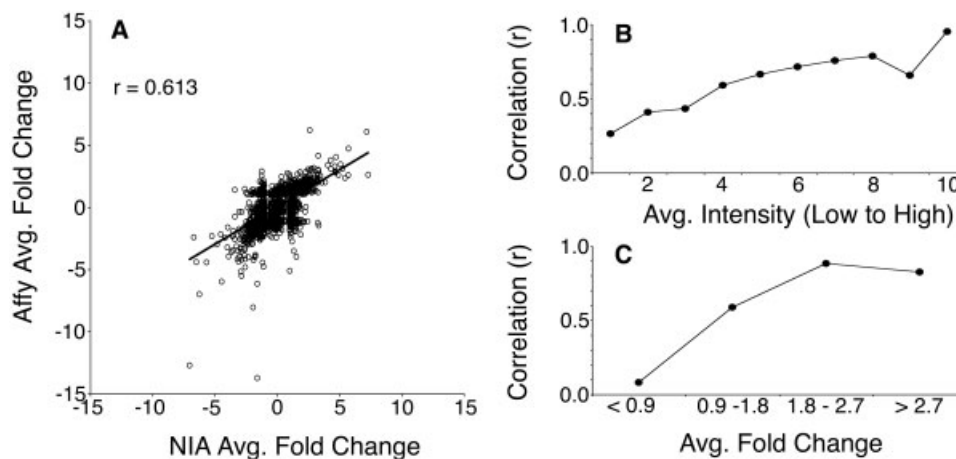 A
r = 0.613
Affy Avg. Fold Change
15
10
5
0
-5
-10
-15
-15 -10 -5 0 5 10 15
NIA Avg. Fold Change
B
Correlation (r)
1.0
0.5
0.0
2 4 6 8 10
Avg. Intensity (Low to High)
C
Correlation (r)
1.0
0.5
0.0
< 0.9 0.9 -1.8 1.8 - 2.7 > 2.7
Avg. Fold Change